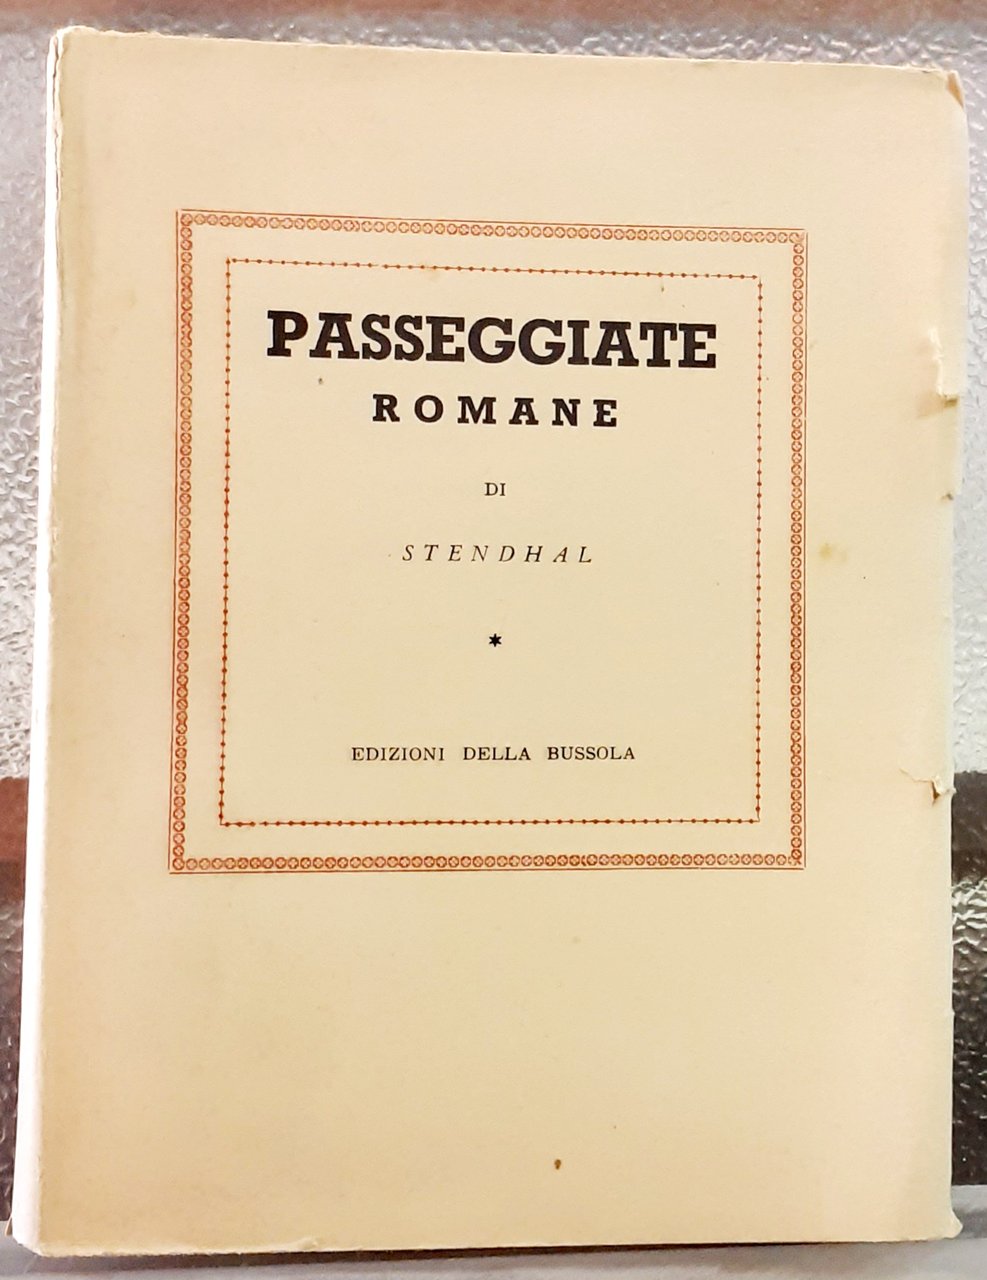 PASSEGGIATE
ROMANE
DI
STENDHAL
*
EDIZIONI DELLA BUSSOLA